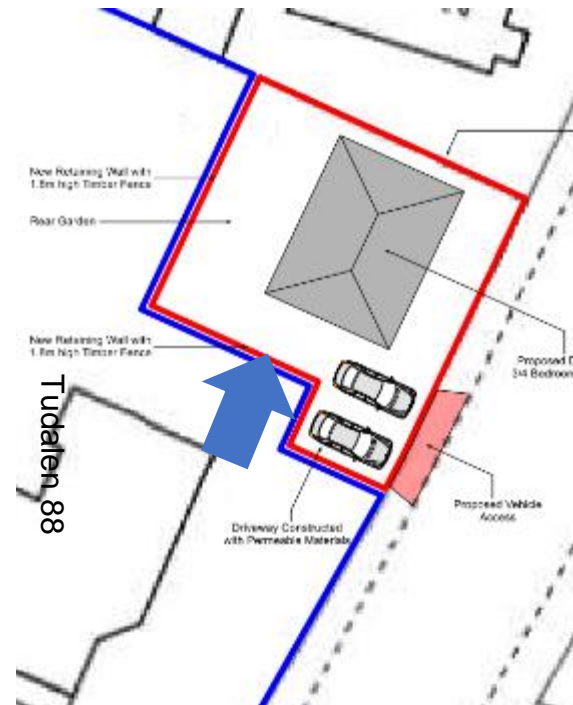 New Retaining Wall with
1.8m high Timber Fence
Rear Garden
New Retaining Wall with
1.8m high Timber Fence
Proposed
3/4 Bedroom
Tudalen 88
Proposed Vehicle
Access
Driveway Constructed
with Permeable Materials